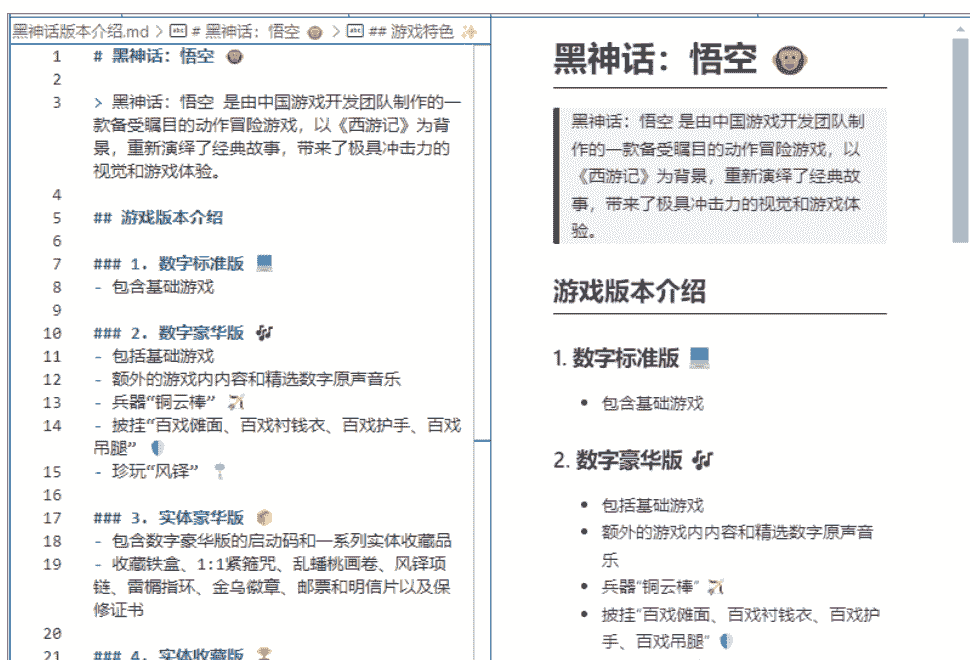 黑神话版本介绍.md > # 黑神话：悟空 🐵 > ## 游戏特色 ✨
1 # 黑神话：悟空 🐵
2
3 > 黑神话：悟空 是由中国游戏开发团队制作的一
款备受瞩目的动作冒险游戏，以《西游记》为背
景，重新演绎了经典故事，带来了极具冲击力的
视觉和游戏体验。
4
5 ## 游戏版本介绍
6
7 ### 1. 数字标准版 💻
8 - 包含基础游戏
9
10 ### 2. 数字豪华版 🎶
11 - 包括基础游戏
12 - 额外的游戏内内容和精选数字原声音乐
13 - 兵器“铜云棒”
14 - 披挂“百戏傩面、百戏衬钱衣、百戏护手、百戏
吊腿”
15 - 珍玩“风铎”
16
17 ### 3. 实体豪华版 📦
18 - 包含数字豪华版的启动码和一系列实体收藏品
19 - 收藏铁盒、1:1紧箍咒、乱蟠桃画卷、风铎项
链、雷楣指环、金乌徽章、邮票和明信片以及保
修证书
20
21 ### 4. 实体收藏版 🏆
黑神话：悟空 🐵
黑神话：悟空 是由中国游戏开发团队制
作的一款备受瞩目的动作冒险游戏，以
《西游记》为背景，重新演绎了经典故
事，带来了极具冲击力的视觉和游戏体
验。
游戏版本介绍
1. 数字标准版 💻
• 包含基础游戏
2. 数字豪华版 🎶
• 包括基础游戏
• 额外的游戏内内容和精选数字原声音
乐
• 兵器“铜云棒”
• 披挂“百戏傩面、百戏衬钱衣、百戏护
手、百戏吊腿”